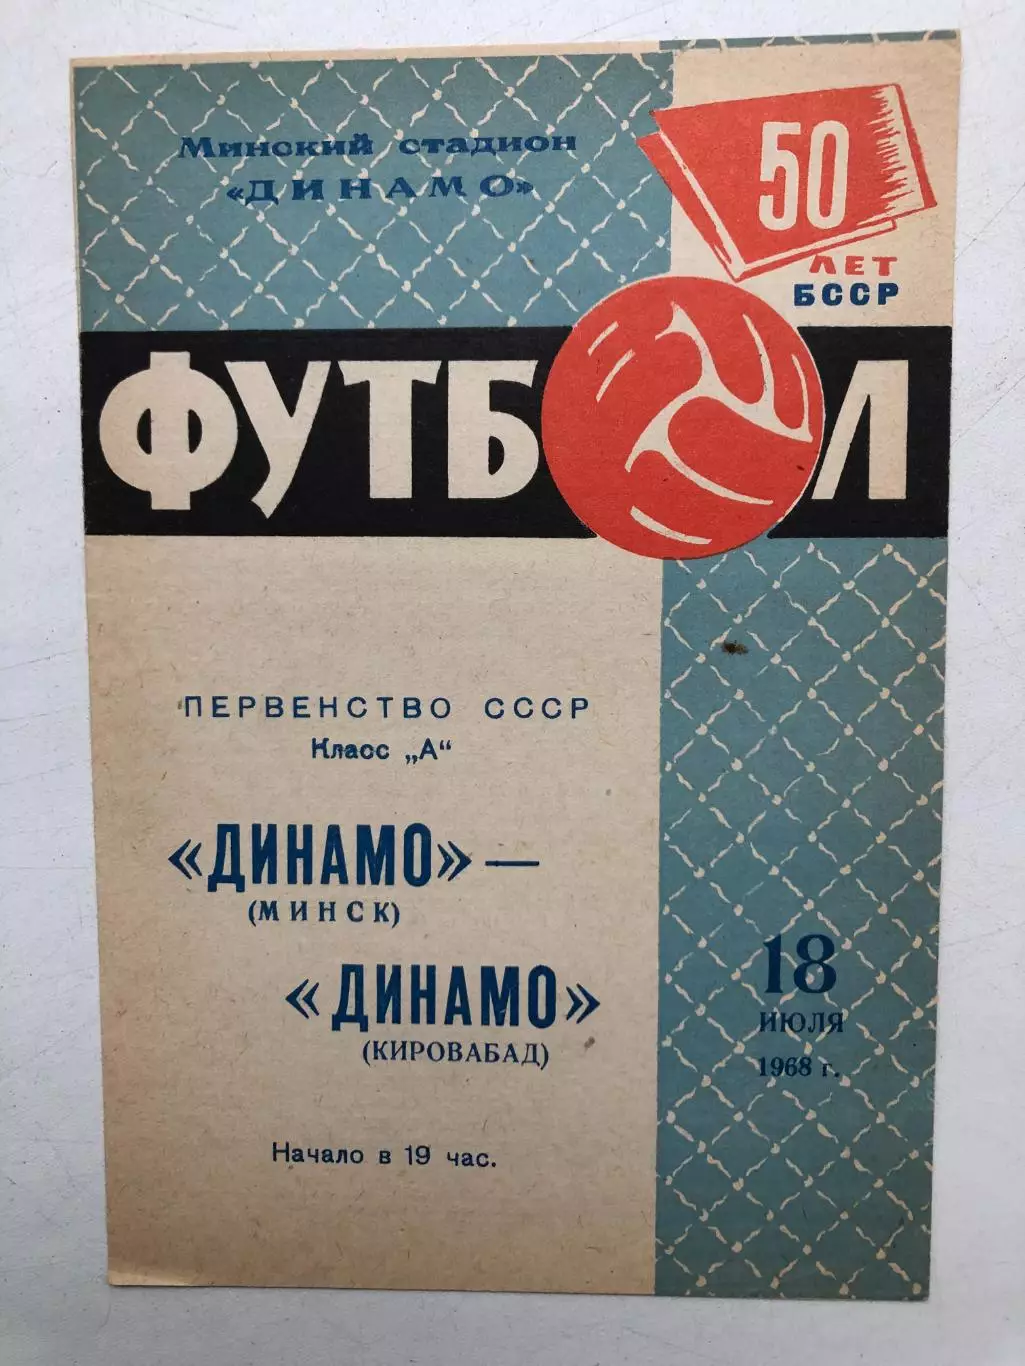 Минский стадион
«ДИНАМО»
50
ЛЕТ
БССР
ФУТБОЛ
ПЕРВЕНСТВО СССР
Класс „А“
«ДИНАМО» —
(МИНСК)
«ДИНАМО»
(КИРОВАБАД)
18
ИЮЛЯ
1968 г.
Начало в 19 час.